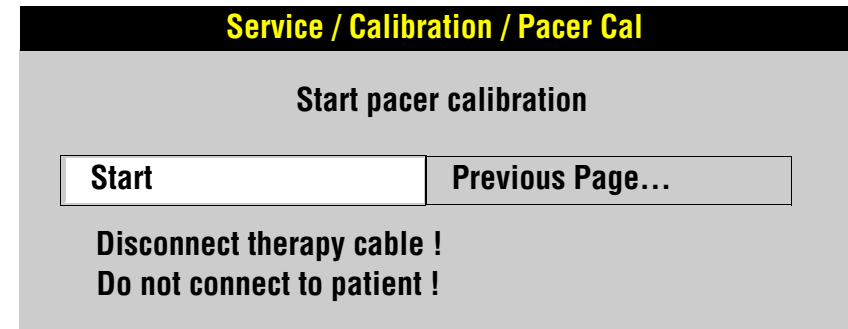 Service / Calibration / Pacer Cal
Start pacer calibration
Start
Previous Page...
Disconnect therapy cable !
Do not connect to patient !